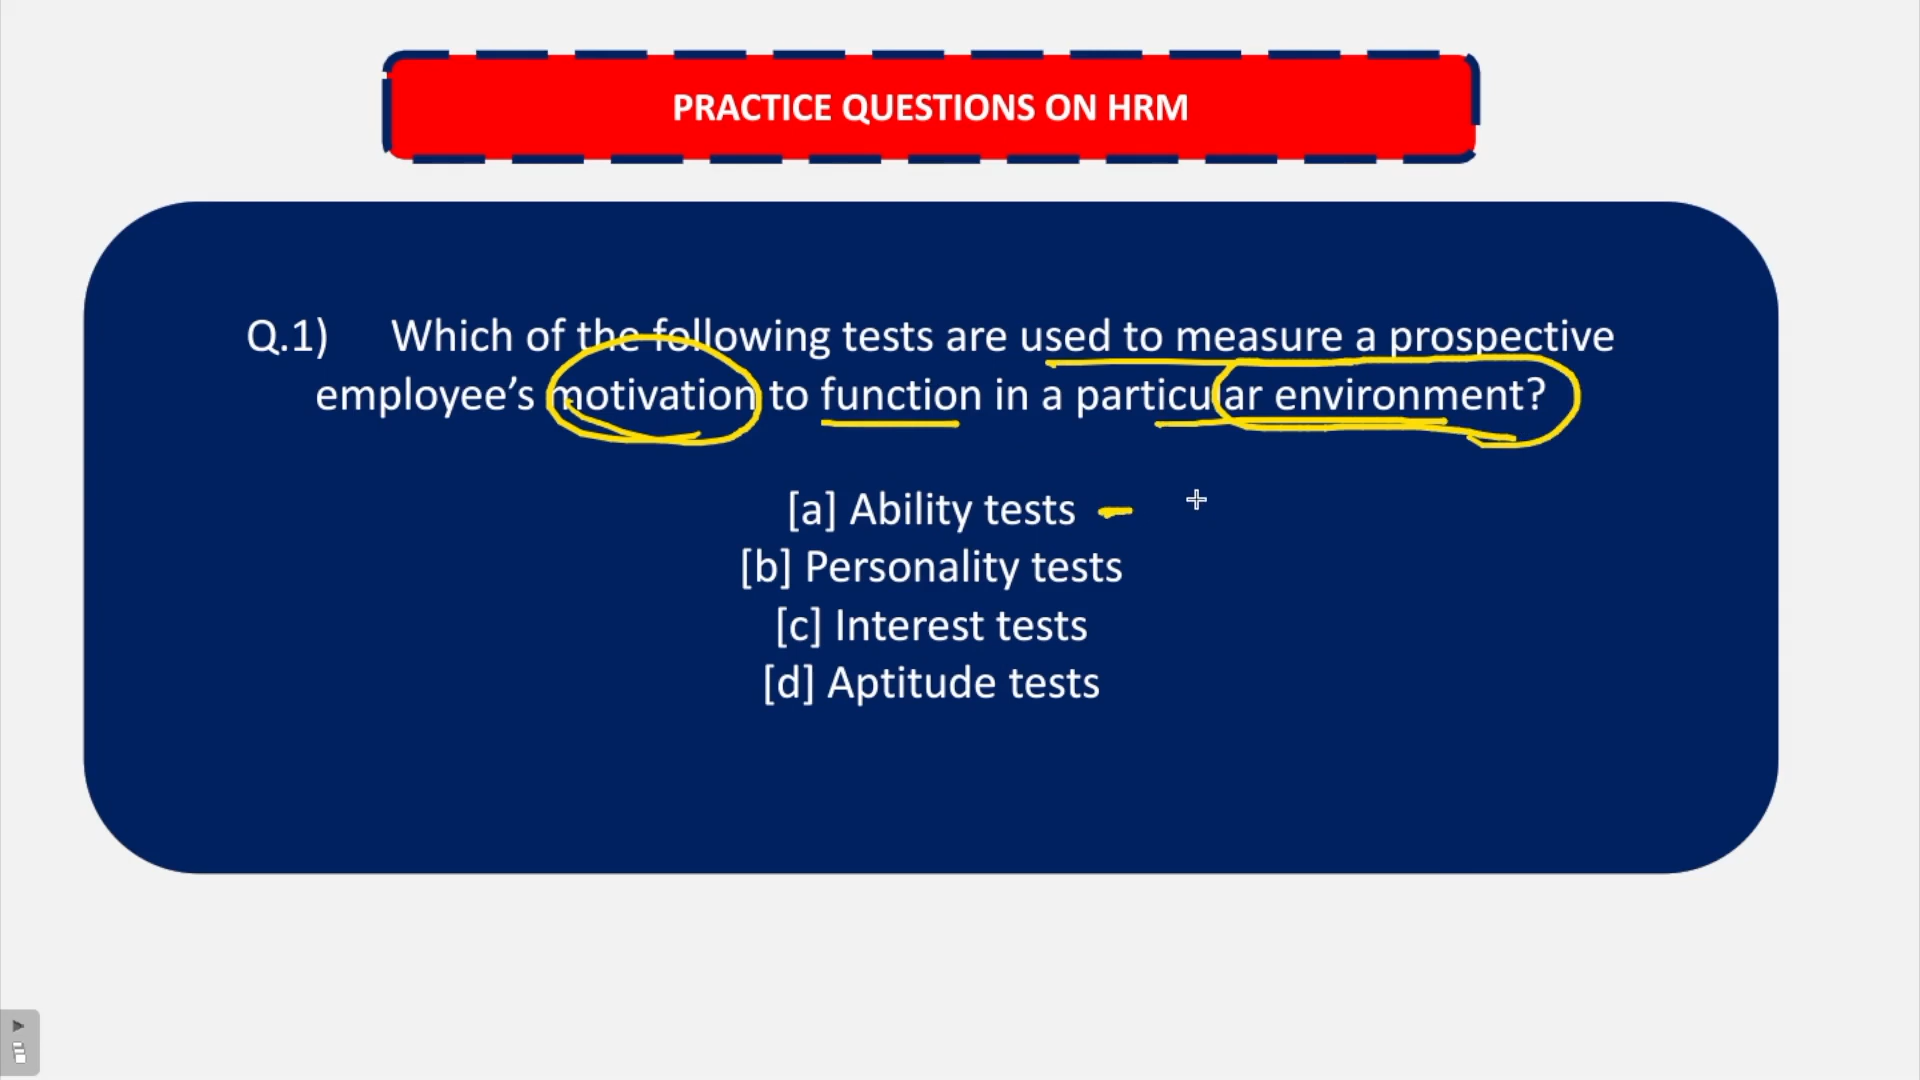 PRACTICE QUESTIONS ON HRM
Q.1) Which of the following tests are used to measure a prospective
employee’s motivation to function in a particular environment?
[a] Ability tests
[b] Personality tests
[c] Interest tests
[d] Aptitude tests